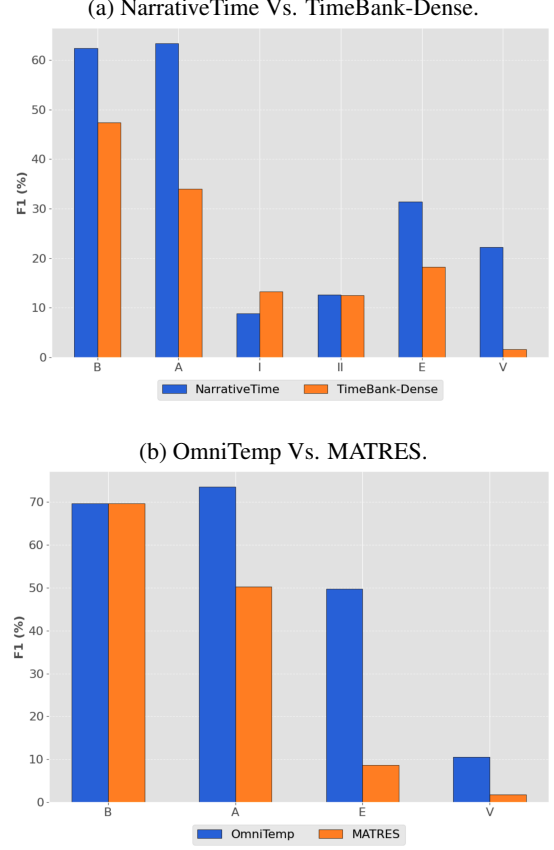 (a) NarrativeTime Vs. TimeBank-Dense.
60
50
40
30
20
10
0
F1 (%)
B A I II E V
NarrativeTime TimeBank-Dense
(b) OmniTemp Vs. MATRES.
70
60
50
40
30
20
10
0
F1 (%)
B A E V
OmniTemp MATRES